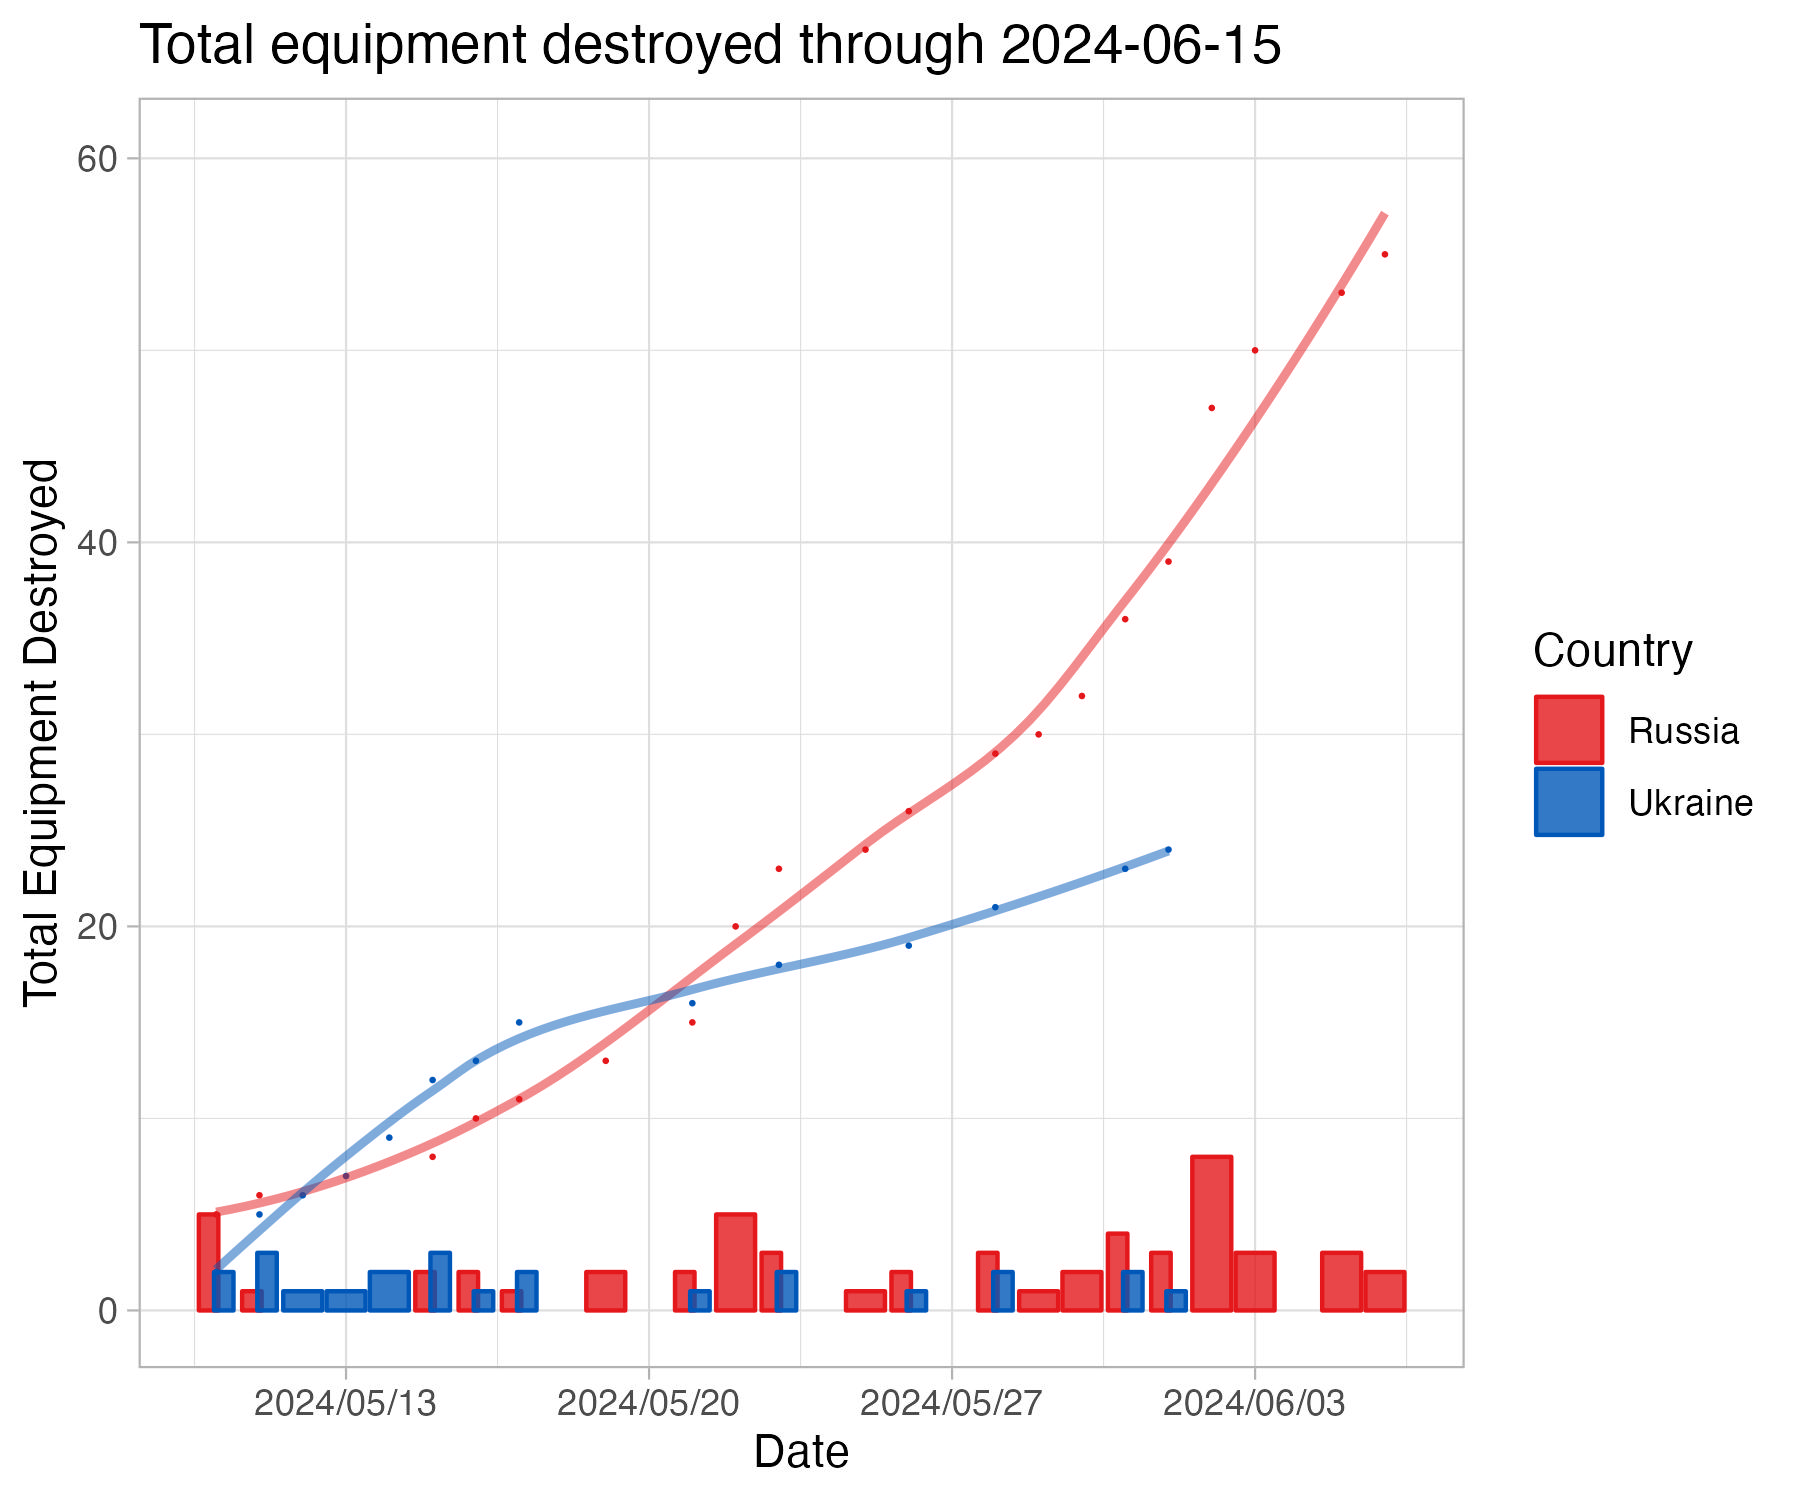 Total equipment destroyed through 2024-06-15
Total Equipment Destroyed
60
40
20
0
2024/05/13
2024/05/20
2024/05/27
2024/06/03
Date
Country
Russia
Ukraine